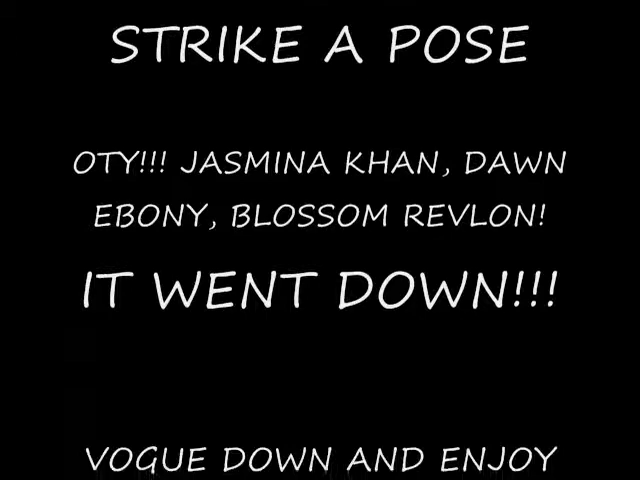 STRIKE A POSE
OTY!!! JASMINA KHAN, DAWN
EBONY, BLOSSOM REVLON!
IT WENT DOWN!!!
VOGUE DOWN AND ENJOY